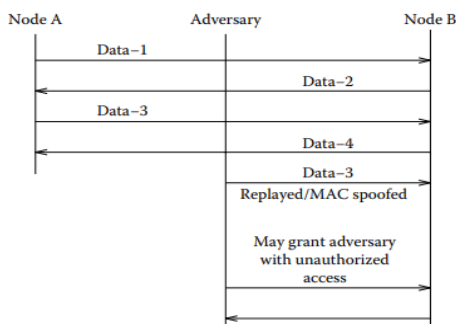 Node A Adversary Node B
Data–1
Data–2
Data–3
Data–4
Data–3
Replayed/MAC spoofed
May grant adversary
with unauthorized
access